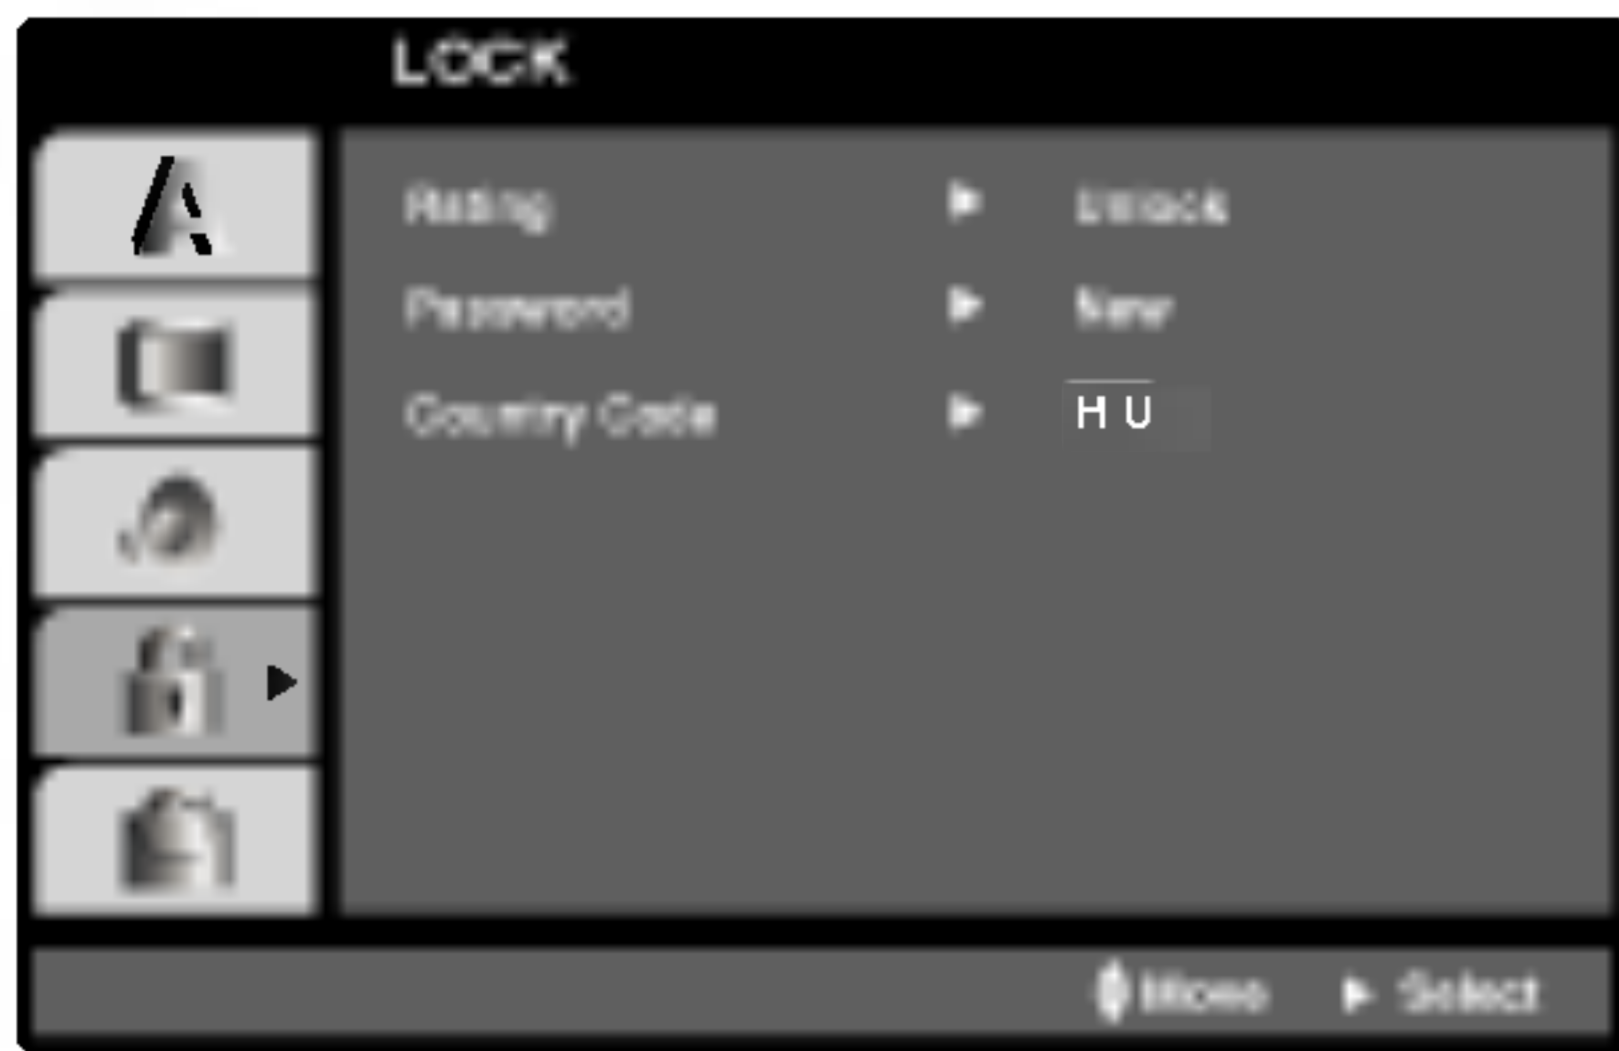 LOCK
Rating ▶ Unlock
Password ▶ New
Country Code ▶ H U
Move ▶ Select